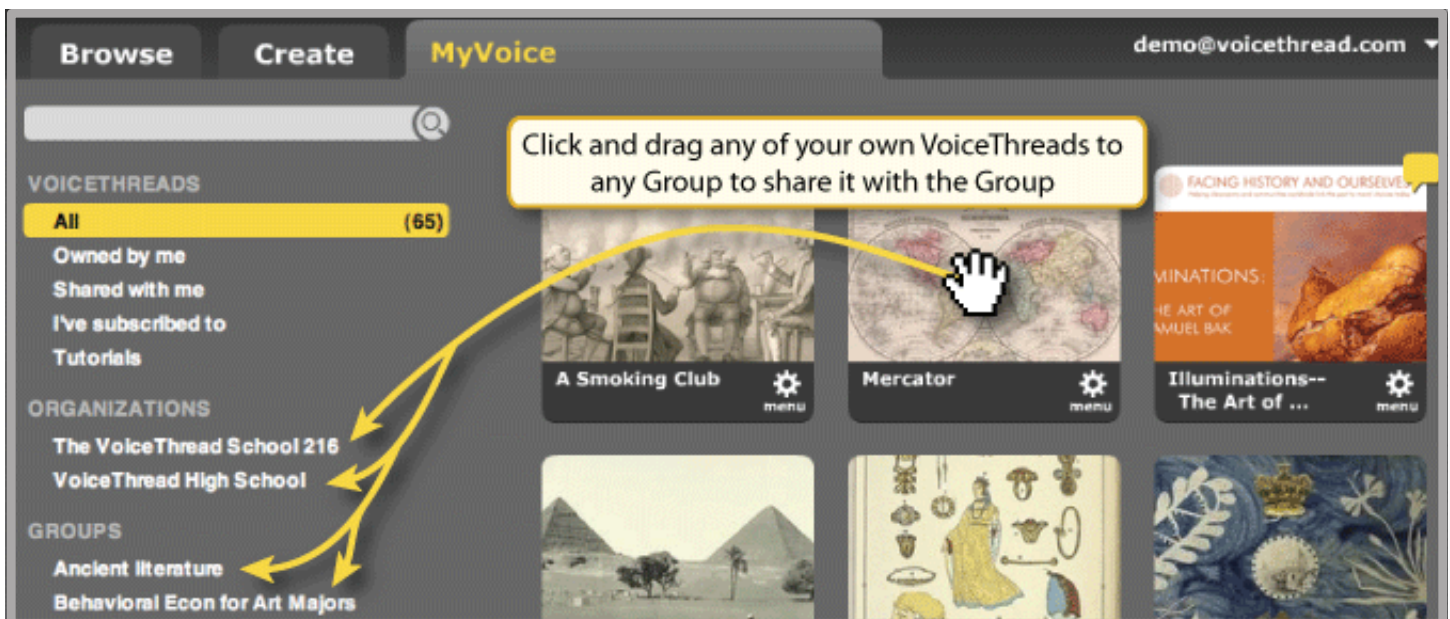 Browse
Create
MyVoice
demo@voicethread.com
Click and drag any of your own VoiceThreads to
any Group to share it with the Group
VOICETHREADS
All (65)
Owned by me
Shared with me
I've subscribed to
Tutorials
ORGANIZATIONS
The VoiceThread School 216
VoiceThread High School
GROUPS
Ancient literature
Behavioral Econ for Art Majors
A Smoking Club
menu
Mercator
menu
FACING HISTORY AND OURSELVES
MINATIONS:
HE ART OF
AMUEL BAK
Illuminations--
The Art of ...
menu